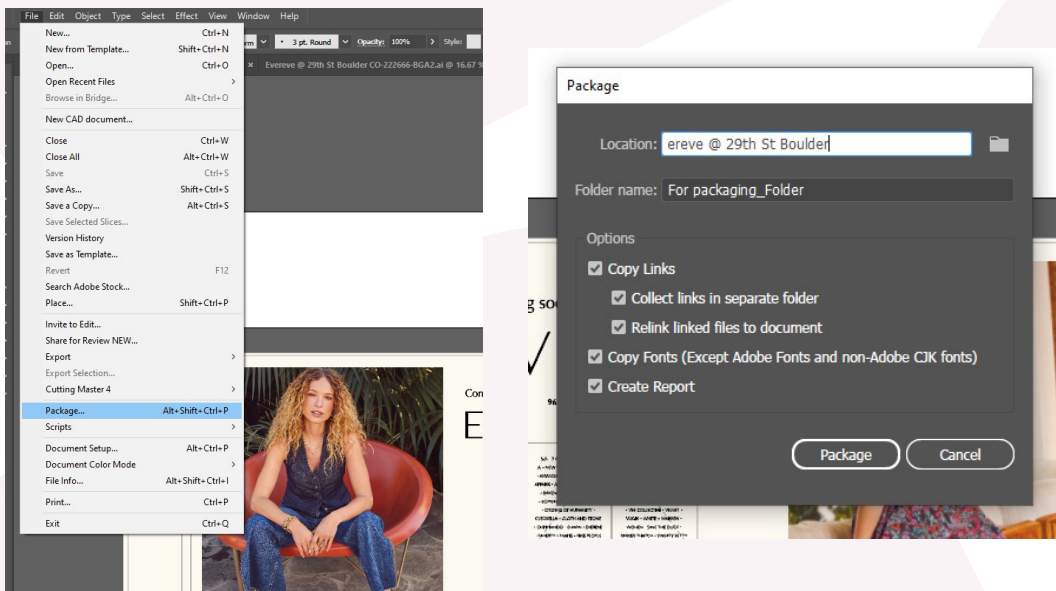 File Edit Object Type Select Effect View Window Help
New... Ctrl+N
New from Template... Shift+Ctrl+N
Open... Ctrl+O
Open Recent Files >
Browse in Bridge... Alt+Ctrl+O
New CAD document...
Close Ctrl+W
Close All Alt+Ctrl+W
Save Ctrl+S
Save As... Shift+Ctrl+S
Save a Copy... Alt+Ctrl+S
Save Selected Slices...
Version History
Save as Template...
Revert F12
Search Adobe Stock...
Place... Shift+Ctrl+P
Invite to Edit...
Share for Review NEW...
Export >
Export Selection...
Cutting Master 4 >
Package... Alt+Shift+Ctrl+P
Scripts >
Document Setup... Alt+Ctrl+P
Document Color Mode >
File Info... Alt+Shift+Ctrl+I
Print... Ctrl+P
Exit Ctrl+Q
3 pt. Round Opacity: 100% > Style:
× Evereve @ 29th St Boulder CO-222666-BGA2.ai @ 16.67 %
Con
E
Package
Location: ereve @ 29th St Boulder
Folder name: For packaging_Folder
Options
Copy Links
Collect links in separate folder
Relink linked files to document
Copy Fonts (Except Adobe Fonts and non-Adobe CJK fonts)
Create Report
Package Cancel
g soo
96